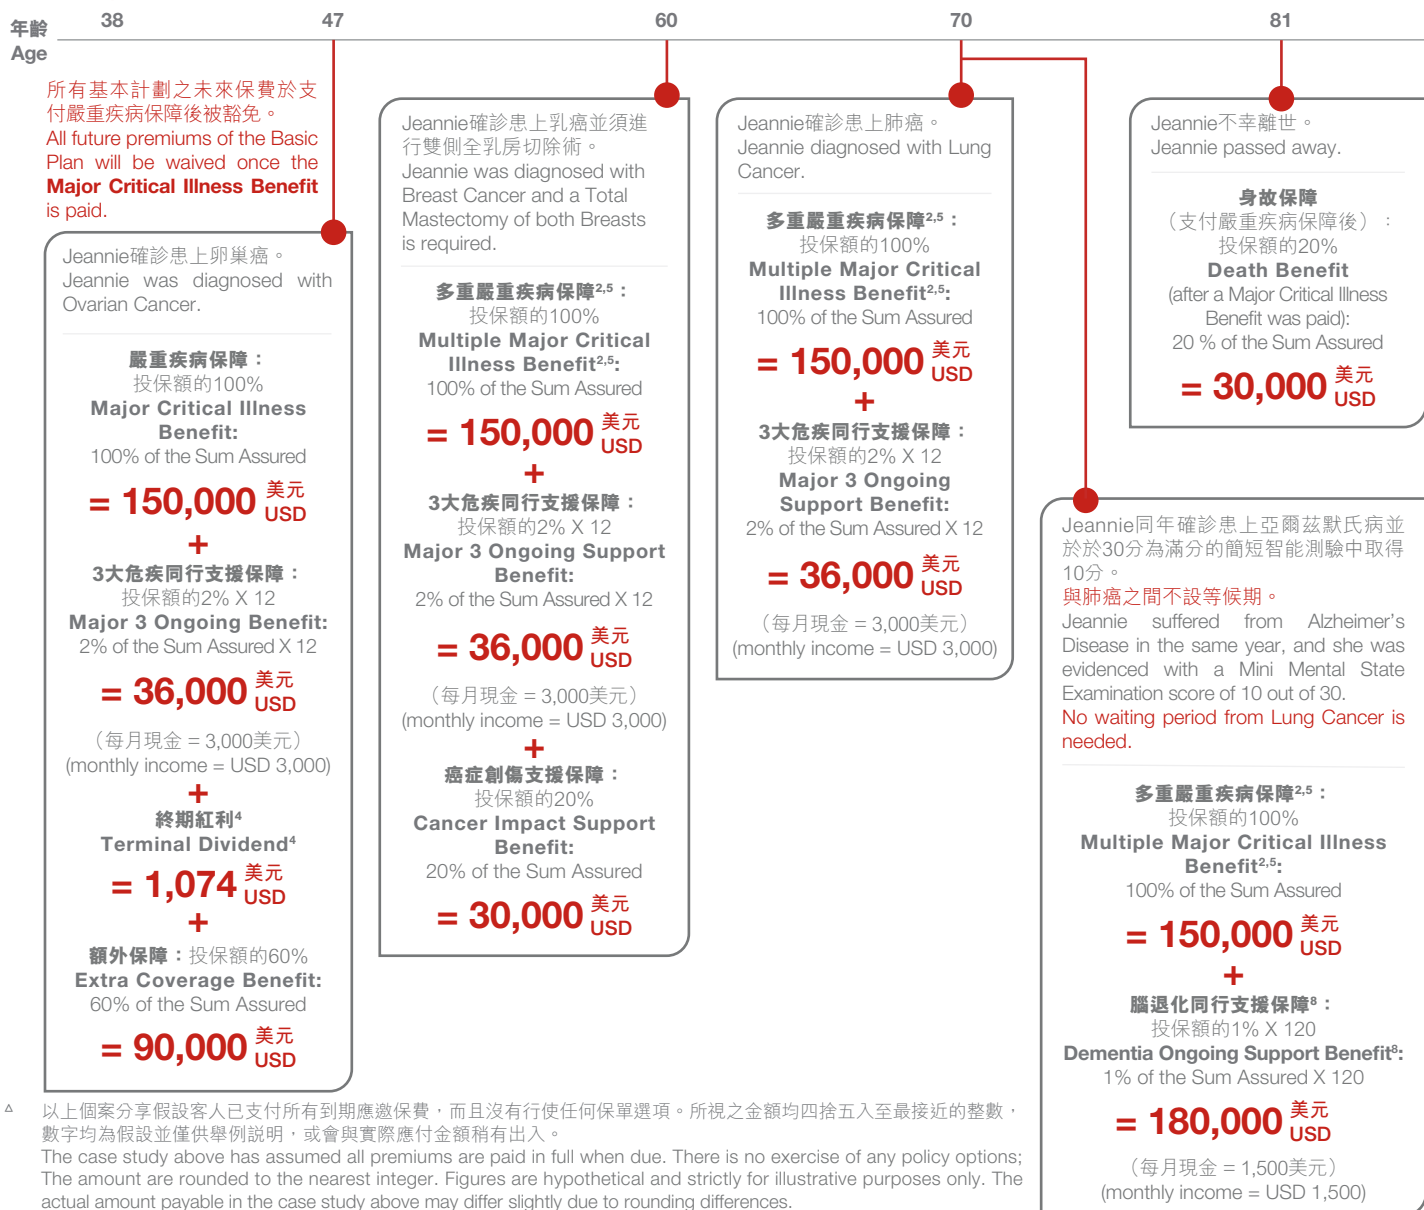 年齡
Age
38
47
60
70
81
所有基本計劃之未來保費於支
付嚴重疾病保障後被豁免。
All future premiums of the Basic
Plan will be waived once the
Major Critical Illness Benefit
is paid.
Jeannie確診患上卵巢癌。
Jeannie was diagnosed with
Ovarian Cancer.
嚴重疾病保障：
投保額的100%
Major Critical Illness
Benefit:
100% of the Sum Assured
= 150,000 美元 USD
+
3大危疾同行支援保障：
投保額的2% X 12
Major 3 Ongoing Benefit:
2% of the Sum Assured X 12
= 36,000 美元 USD
（每月現金 = 3,000美元）
(monthly income = USD 3,000)
+
終期紅利4
Terminal Dividend4
= 1,074 美元 USD
+
額外保障：投保額的60%
Extra Coverage Benefit:
60% of the Sum Assured
= 90,000 美元 USD
Jeannie確診患上乳癌並須進
行雙側全乳房切除術。
Jeannie was diagnosed with
Breast Cancer and a Total
Mastectomy of both Breasts
is required.
多重嚴重疾病保障2,5：
投保額的100%
Multiple Major Critical
Illness Benefit2,5:
100% of the Sum Assured
= 150,000 美元 USD
+
3大危疾同行支援保障：
投保額的2% X 12
Major 3 Ongoing Support
Benefit:
2% of the Sum Assured X 12
= 36,000 美元 USD
（每月現金 = 3,000美元）
(monthly income = USD 3,000)
+
癌症創傷支援保障：
投保額的20%
Cancer Impact Support
Benefit:
20% of the Sum Assured
= 30,000 美元 USD
Jeannie確診患上肺癌。
Jeannie diagnosed with Lung
Cancer.
多重嚴重疾病保障2,5：
投保額的100%
Multiple Major Critical
Illness Benefit2,5:
100% of the Sum Assured
= 150,000 美元 USD
+
3大危疾同行支援保障：
投保額的2% X 12
Major 3 Ongoing
Support Benefit:
2% of the Sum Assured X 12
= 36,000 美元 USD
（每月現金 = 3,000美元）
(monthly income = USD 3,000)
Jeannie不幸離世。
Jeannie passed away.
身故保障
（支付嚴重疾病保障後）：
投保額的20%
Death Benefit
(after a Major Critical Illness
Benefit was paid):
20 % of the Sum Assured
= 30,000 美元 USD
Jeannie同年確診患上亞爾茲默氏病並
於於30分為滿分的簡短智能測驗中取得
10分。
與肺癌之間不設等候期。
Jeannie suffered from Alzheimer's
Disease in the same year, and she was
evidenced with a Mini Mental State
Examination score of 10 out of 30.
No waiting period from Lung Cancer is
needed.
多重嚴重疾病保障2,5：
投保額的100%
Multiple Major Critical Illness
Benefit2,5:
100% of the Sum Assured
= 150,000 美元 USD
+
腦退化同行支援保障8：
投保額的1% X 120
Dementia Ongoing Support Benefit8:
1% of the Sum Assured X 120
= 180,000 美元 USD
（每月現金 = 1,500美元）
(monthly income = USD 1,500)
△ 以上個案分享假設客人已支付所有到期應邀保費，而且沒有行使任何保單選項。所視之金額均四捨五入至最接近的整數，
數字均為假設並僅供舉例説明，或會與實際應付金額稍有出入。
The case study above has assumed all premiums are paid in full when due. There is no exercise of any policy options;
The amount are rounded to the nearest integer. Figures are hypothetical and strictly for illustrative purposes only. The
actual amount payable in the case study above may differ slightly due to rounding differences.